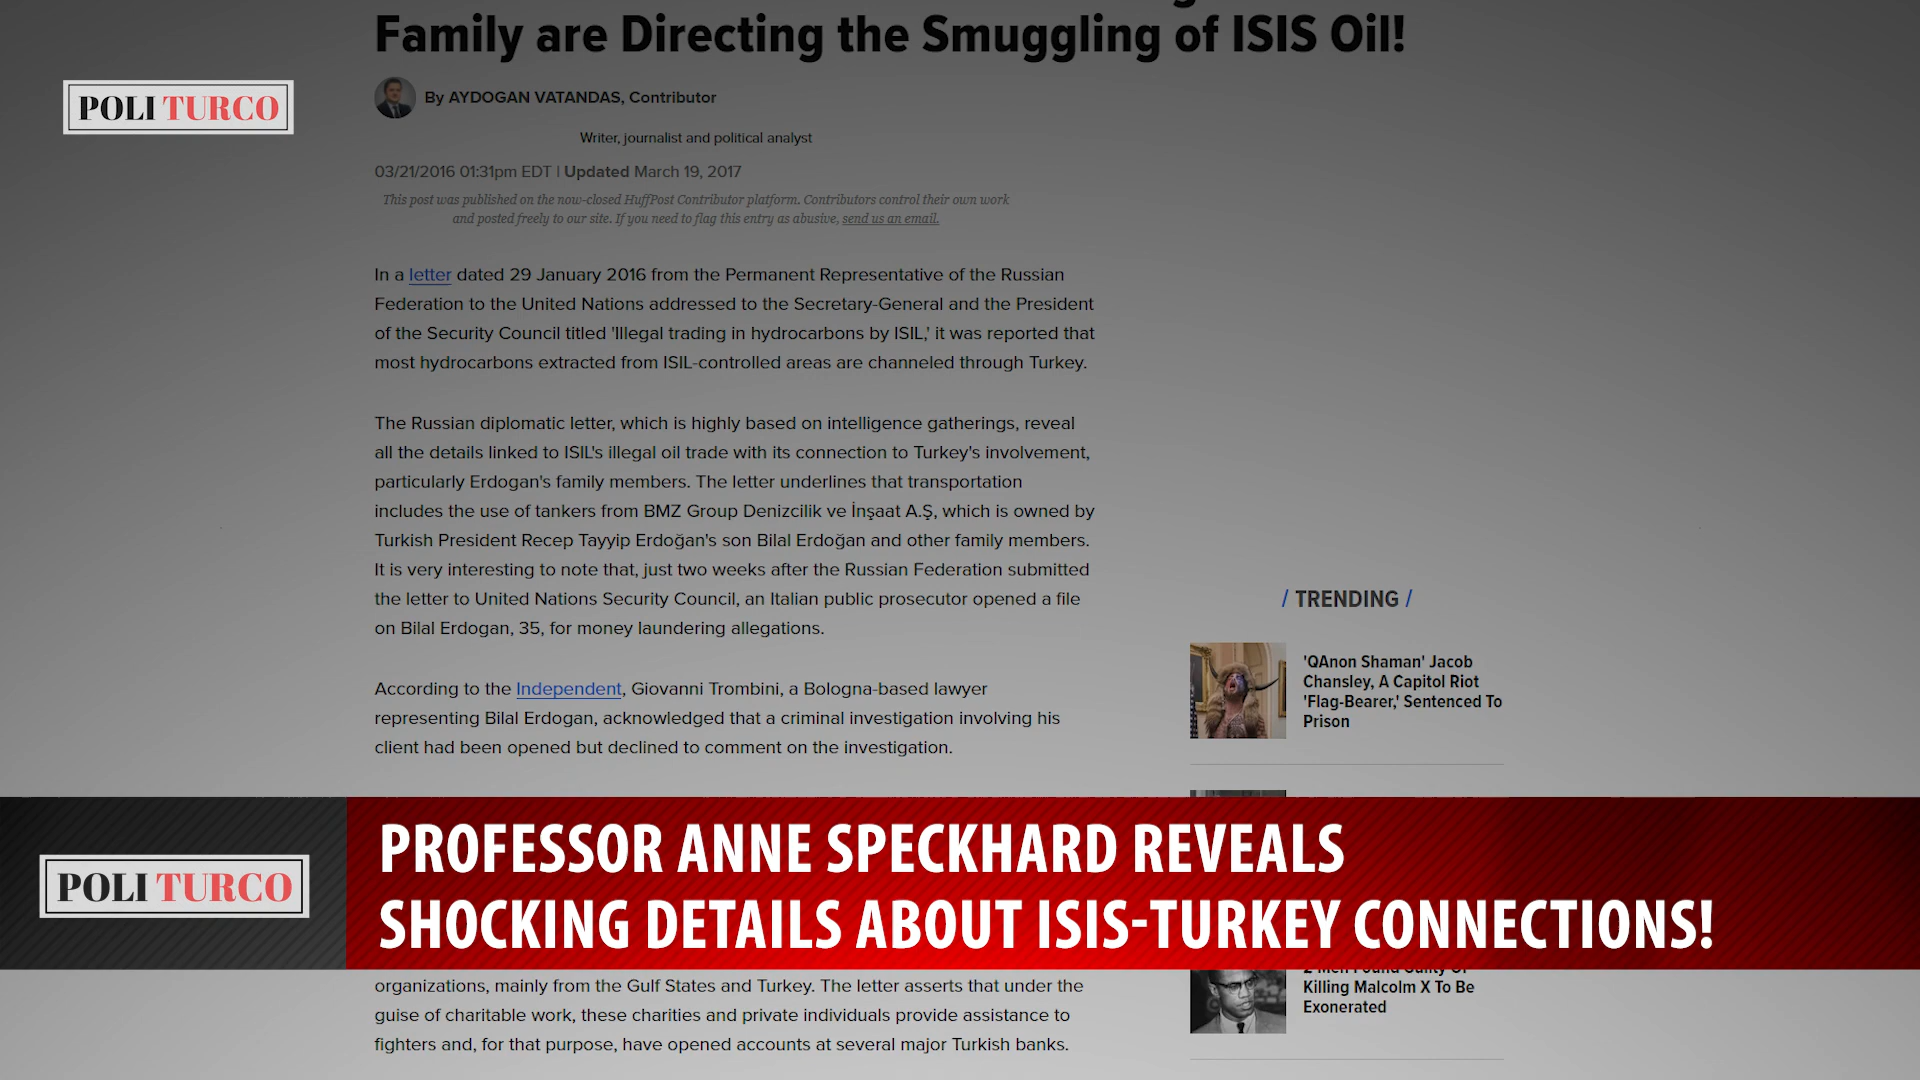 Family are Directing the Smuggling of ISIS Oil!
POLITURCO
By AYDOGAN VATANDAS, Contributor
Writer, journalist and political analyst
03/21/2016 01:31pm EDT | Updated March 19, 2017
This post was published on the now-closed HuffPost Contributor platform. Contributors control their own work
and posted freely to our site. If you need to flag this entry as abusive, send us an email.
In a letter dated 29 January 2016 from the Permanent Representative of the Russian
Federation to the United Nations addressed to the Secretary-General and the President
of the Security Council titled 'Illegal trading in hydrocarbons by ISIL,' it was reported that
most hydrocarbons extracted from ISIL-controlled areas are channeled through Turkey.
The Russian diplomatic letter, which is highly based on intelligence gatherings, reveal
all the details linked to ISIL's illegal oil trade with its connection to Turkey's involvement,
particularly Erdogan's family members. The letter underlines that transportation
includes the use of tankers from BMZ Group Denizcilik ve İnşaat A.Ş, which is owned by
Turkish President Recep Tayyip Erdoğan's son Bilal Erdoğan and other family members.
It is very interesting to note that, just two weeks after the Russian Federation submitted
the letter to United Nations Security Council, an Italian public prosecutor opened a file
on Bilal Erdogan, 35, for money laundering allegations.
According to the Independent, Giovanni Trombini, a Bologna-based lawyer
representing Bilal Erdogan, acknowledged that a criminal investigation involving his
client had been opened but declined to comment on the investigation.
/ TRENDING /
'QAnon Shaman' Jacob
Chansley, A Capitol Riot
'Flag-Bearer,' Sentenced To
Prison
POLITURCO
PROFESSOR ANNE SPECKHARD REVEALS
SHOCKING DETAILS ABOUT ISIS-TURKEY CONNECTIONS!
organizations, mainly from the Gulf States and Turkey. The letter asserts that under the
guise of charitable work, these charities and private individuals provide assistance to
fighters and, for that purpose, have opened accounts at several major Turkish banks.
2 Men Found Guilty Of
Killing Malcolm X To Be
Exonerated